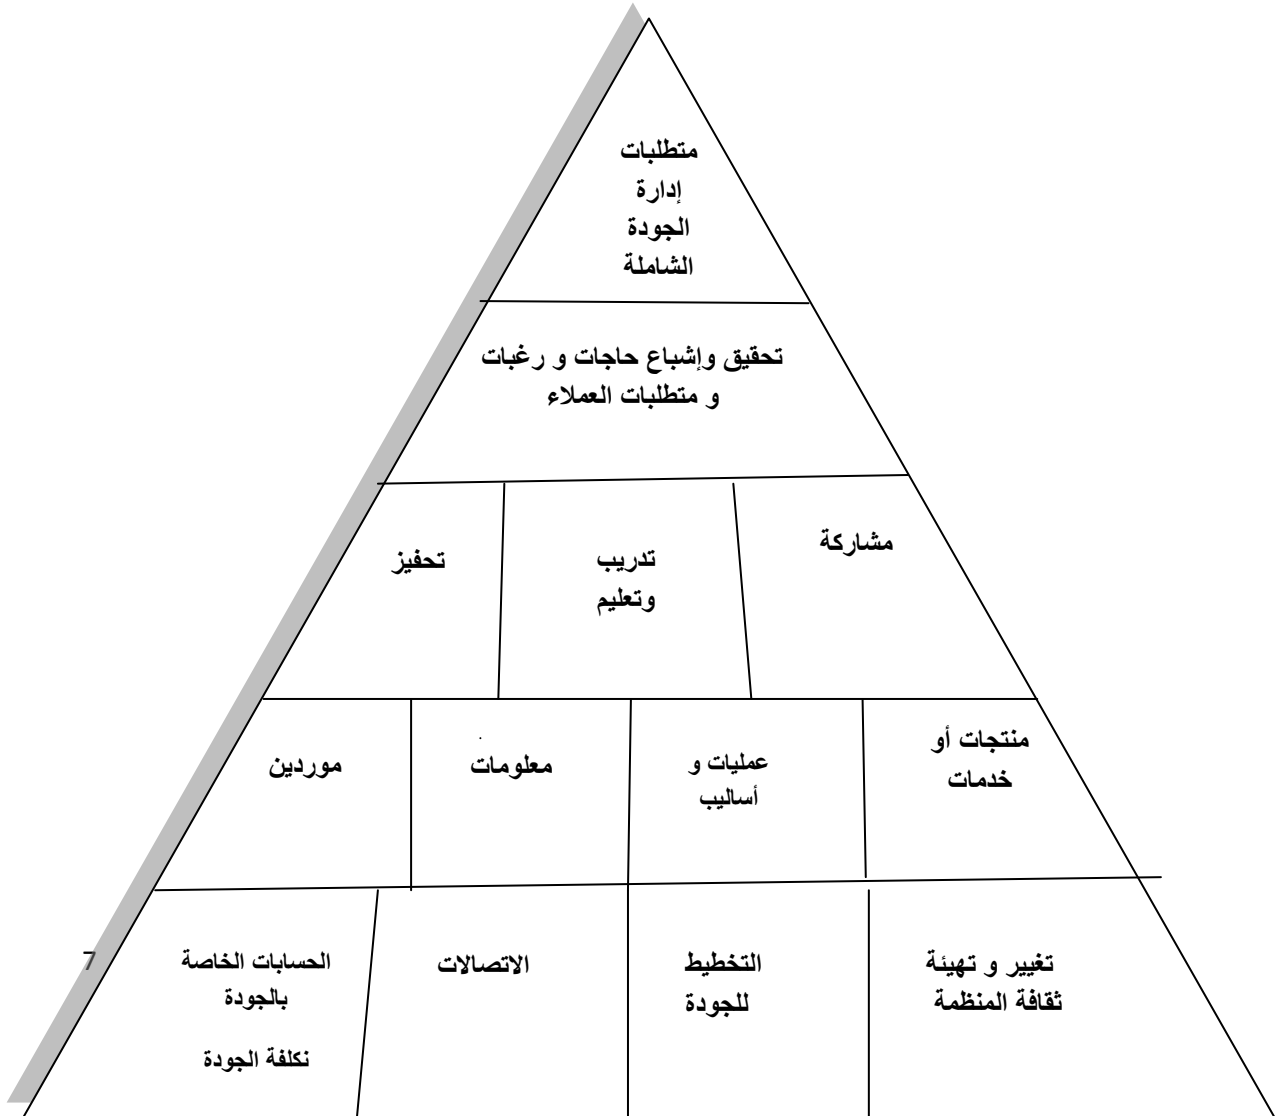 متطلبات
إدارة
الجودة
الشاملة
تحقيق وإشباع حاجات و رغبات
و متطلبات العملاء
مشاركة
تدريب
وتعليم
تحفيز
منتجات أو
خدمات
عمليات و
أساليب
معلومات
موردين
تغيير و تهيئة
ثقافة المنظمة
التخطيط
للجودة
الاتصالات
الحسابات الخاصة
بالجودة
نكلفة الجودة
7